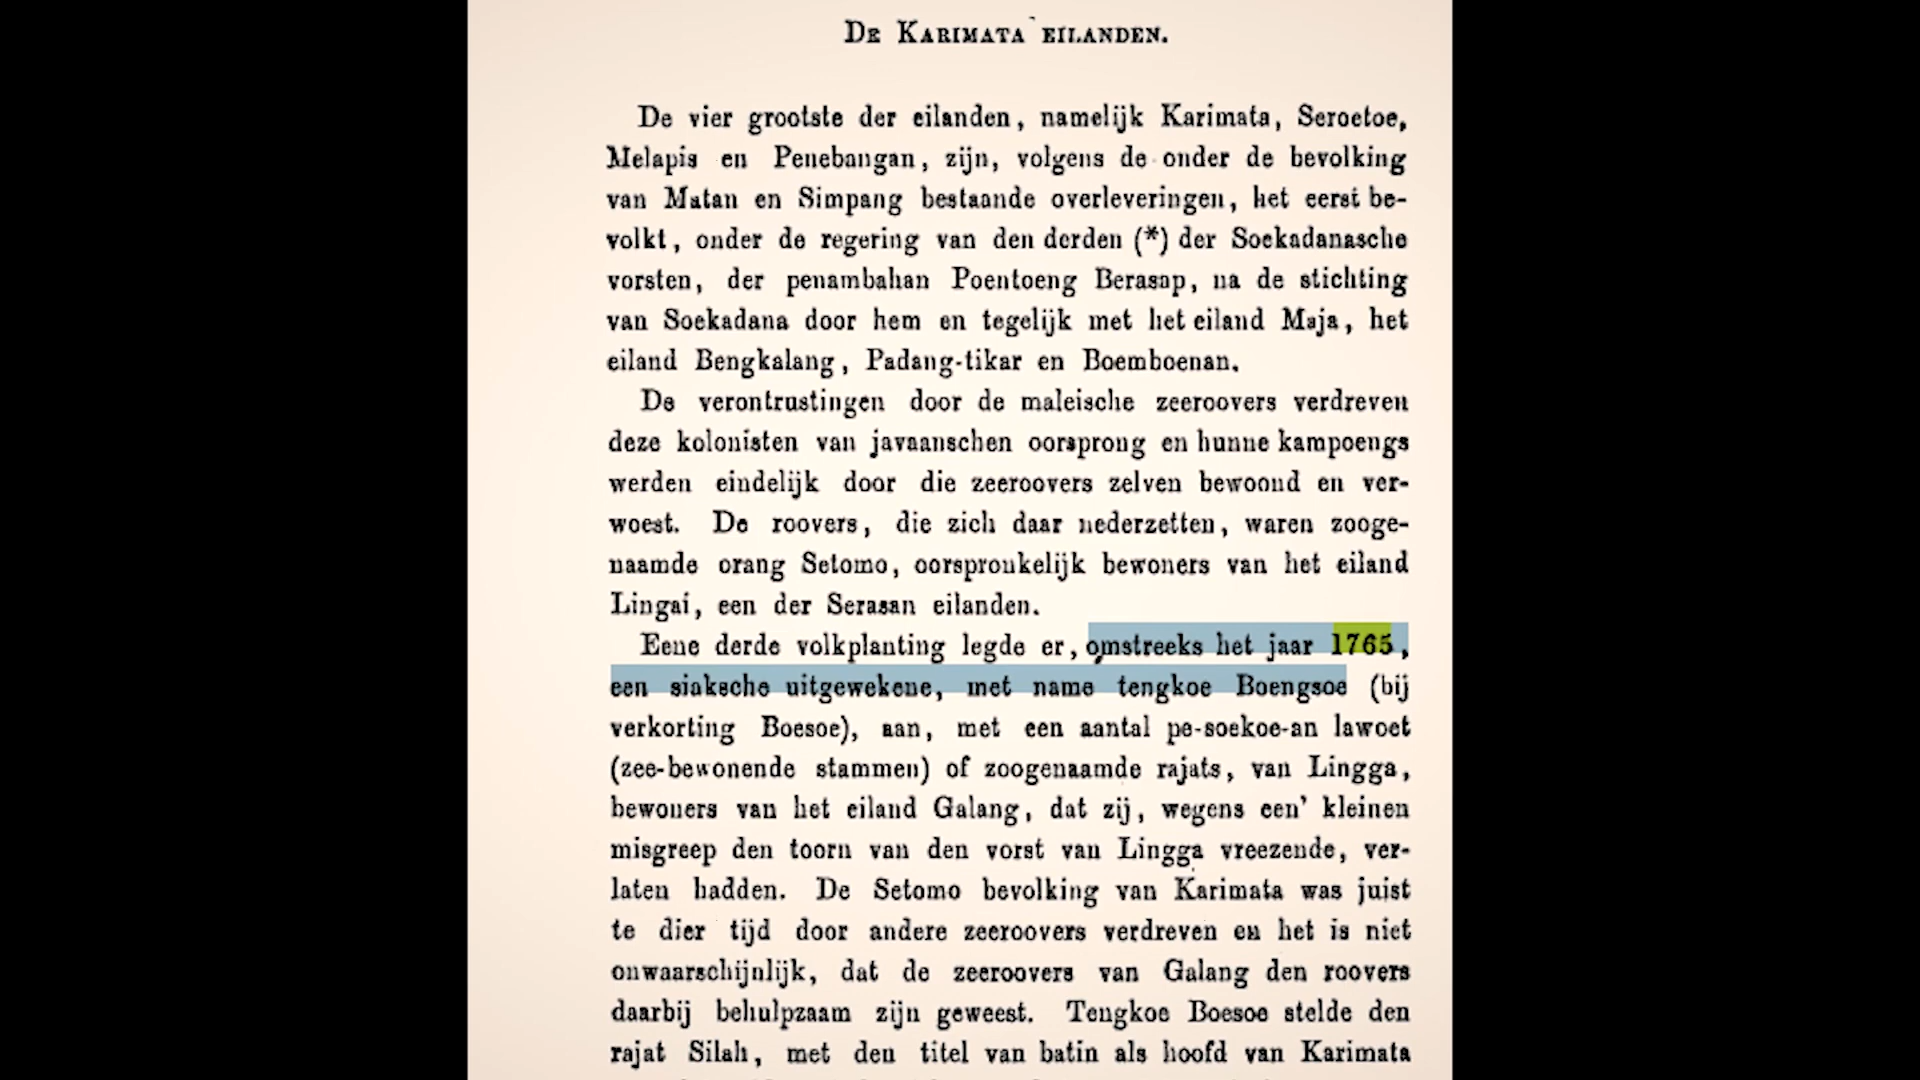 De Karimata eilanden.
De vier grootste der eilanden, namelijk Karimata, Seroetoe,
Melapis en Penebangan, zijn, volgens de onder de bevolking
van Matan en Simpang bestaande overleveringen, het eerst be-
volkt, onder de regering van den derden (*) der Soekadanasche
vorsten, der penambahan Poentoeng Berasap, na de stichting
van Soekadana door hem en tegelijk met het eiland Maja, het
eiland Bengkalang, Padang-tikar en Boemboenan.
De verontrustingen door de maleische zeeroovers verdreven
deze kolonisten van javaanschen oorsprong en hunne kampoengs
werden eindelijk door die zeeroovers zelven bewoond en ver-
woest. De roovers, die zich daar nederzetten, waren zooge-
naamde orang Setomo, oorspronkelijk bewoners van het eiland
Lingai, een der Serasan eilanden.
Eene derde volkplanting legde er, omstreeks het jaar 1765,
een siaksche uitgewekene, met name tengkoe Boengsoe (bij
verkorting Boesoe), aan, met een aantal pe-soekoe-an lawoet
(zee-bewonende stammen) of zoogenaamde rajats, van Lingga,
bewoners van het eiland Galang, dat zij, wegens een' kleinen
misgreep den toorn van den vorst van Lingga vreezende, ver-
laten hadden. De Setomo bevolking van Karimata was juist
te dier tijd door andere zeeroovers verdreven en het is niet
onwaarschijnlijk, dat de zeeroovers van Galang den roovers
daarbij behulpzaam zijn geweest. Tengkoe Boesoe stelde den
rajat Silah, met den titel van batin als hoofd van Karimata